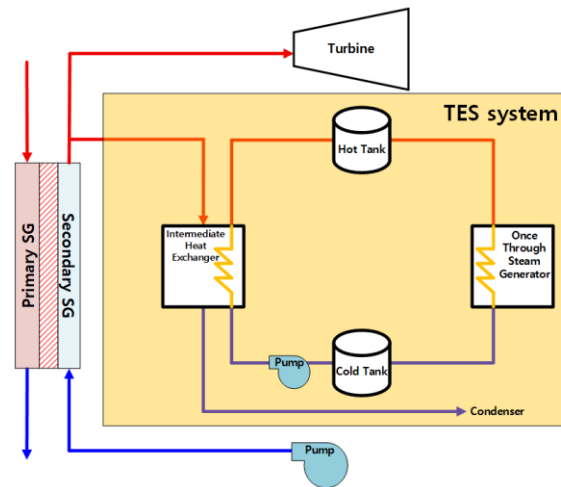 Turbine
TES system
Hot Tank
Primary SG
Secondary SG
Intermediate
Heat
Exchanger
Once
Through
Steam
Generator
Pump
Cold Tank
Condenser
Pump